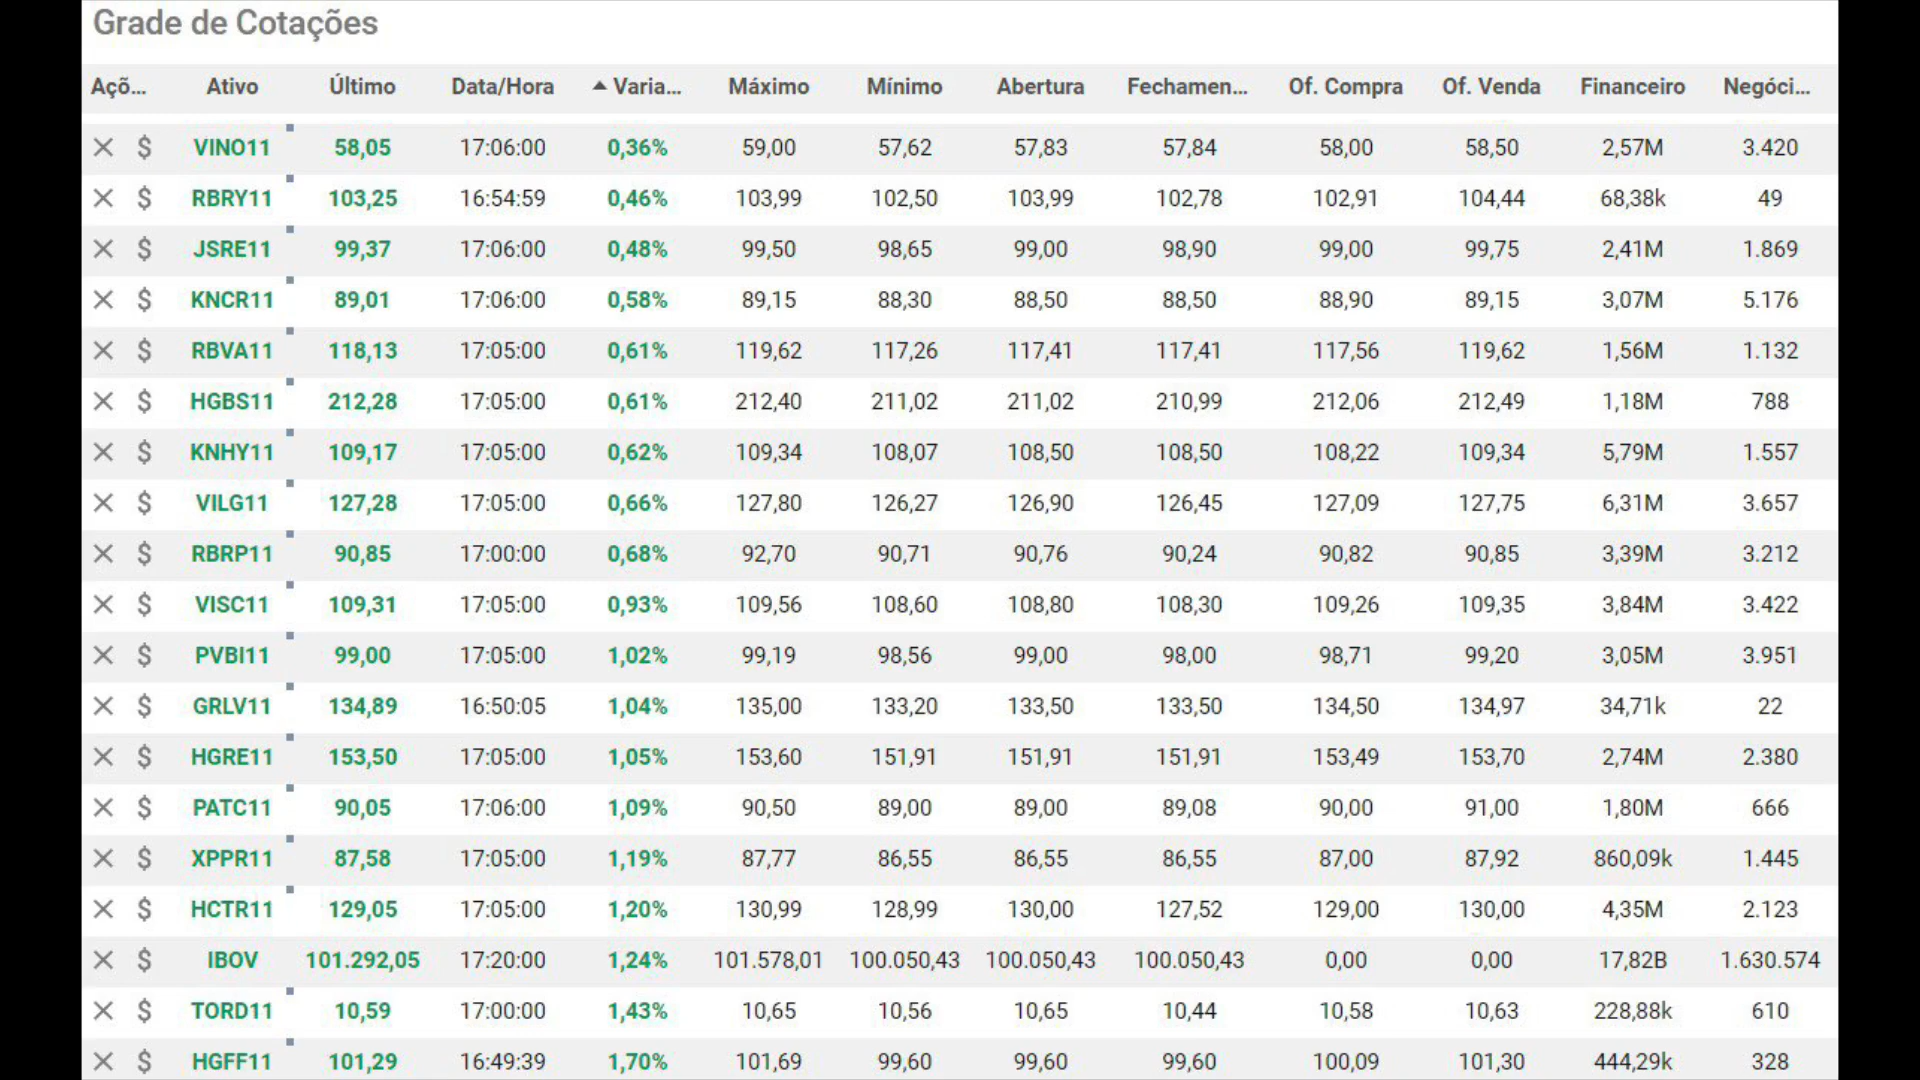 Grade de Cotações
Açõ... Ativo Último Data/Hora Varia... Máximo Mínimo Abertura Fechamen... Of. Compra Of. Venda Financeiro Negóci...
$ VINO11 58,05 17:06:00 0,36% 59,00 57,62 57,83 57,84 58,00 58,50 2,57M 3.420
$ RBRY11 103,25 16:54:59 0,46% 103,99 102,50 103,99 102,78 102,91 104,44 68,38k 49
$ JSRE11 99,37 17:06:00 0,48% 99,50 98,65 99,00 98,90 99,00 99,75 2,41M 1.869
$ KNCR11 89,01 17:06:00 0,58% 89,15 88,30 88,50 88,50 88,90 89,15 3,07M 5.176
$ RBVA11 118,13 17:05:00 0,61% 119,62 117,26 117,41 117,41 117,56 119,62 1,56M 1.132
$ HGBS11 212,28 17:05:00 0,61% 212,40 211,02 211,02 210,99 212,06 212,49 1,18M 788
$ KNHY11 109,17 17:05:00 0,62% 109,34 108,07 108,50 108,50 108,22 109,34 5,79M 1.557
$ VILG11 127,28 17:05:00 0,66% 127,80 126,27 126,90 126,45 127,09 127,75 6,31M 3.657
$ RBRP11 90,85 17:00:00 0,68% 92,70 90,71 90,76 90,24 90,82 90,85 3,39M 3.212
$ VISC11 109,31 17:05:00 0,93% 109,56 108,60 108,80 108,30 109,26 109,35 3,84M 3.422
$ PVBI11 99,00 17:05:00 1,02% 99,19 98,56 99,00 98,00 98,71 99,20 3,05M 3.951
$ GRLV11 134,89 16:50:05 1,04% 135,00 133,20 133,50 133,50 134,50 134,97 34,71k 22
$ HGRE11 153,50 17:05:00 1,05% 153,60 151,91 151,91 151,91 153,49 153,70 2,74M 2.380
$ PATC11 90,05 17:06:00 1,09% 90,50 89,00 89,00 89,08 90,00 91,00 1,80M 666
$ XPPR11 87,58 17:05:00 1,19% 87,77 86,55 86,55 86,55 87,00 87,92 860,09k 1.445
$ HCTR11 129,05 17:05:00 1,20% 130,99 128,99 130,00 127,52 129,00 130,00 4,35M 2.123
$ IBOV 101.292,05 17:20:00 1,24% 101.578,01 100.050,43 100.050,43 100.050,43 0,00 0,00 17,82B 1.630.574
$ TORD11 10,59 17:00:00 1,43% 10,65 10,56 10,65 10,44 10,58 10,63 228,88k 610
$ HGFF11 101,29 16:49:39 1,70% 101,69 99,60 99,60 99,60 100,09 101,30 444,29k 328